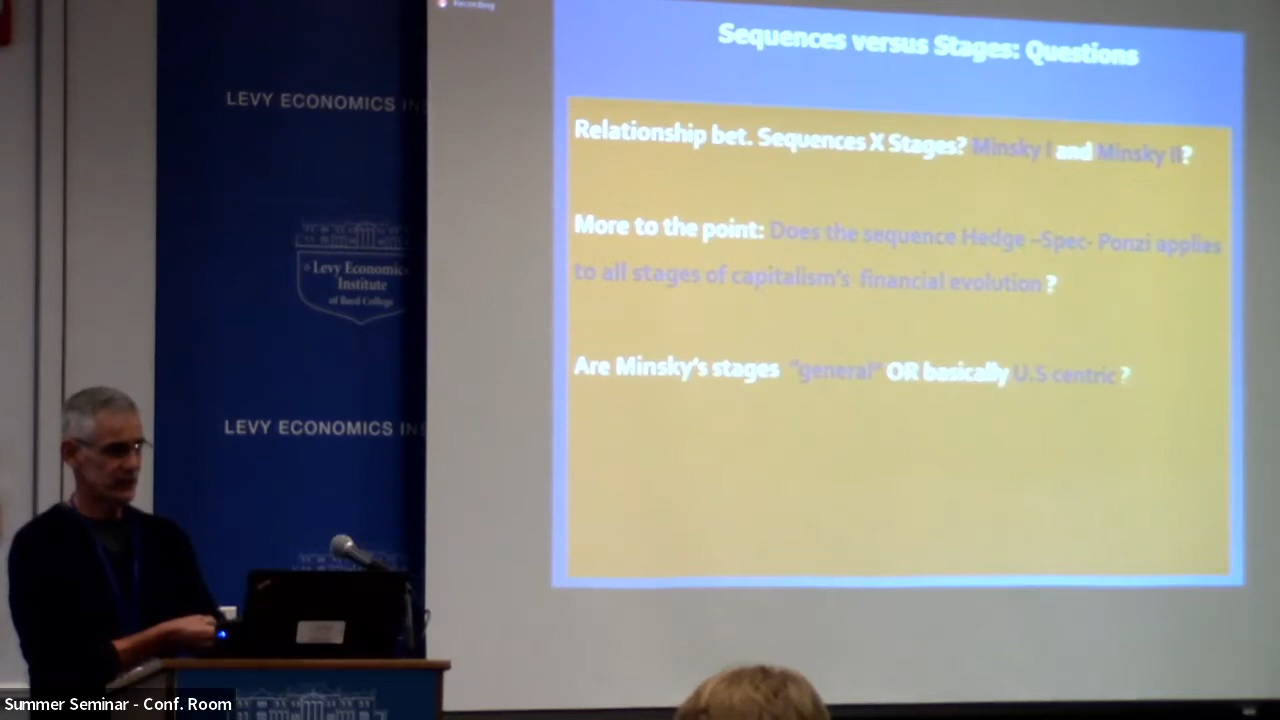 Sequences versus Stages: Questions
Relationship bet. Sequences X Stages? Minsky I and Minsky II?
More to the point: Does the sequence Hedge –Spec- Ponzi applies
to all stages of capitalism's financial evolution ?
Are Minsky's stages "general" OR basically U.S centric ?
LEVY ECONOMICS IN
Levy Economics
Institute
of Bard College
LEVY ECONOMICS IN
Summer Seminar - Conf. Room